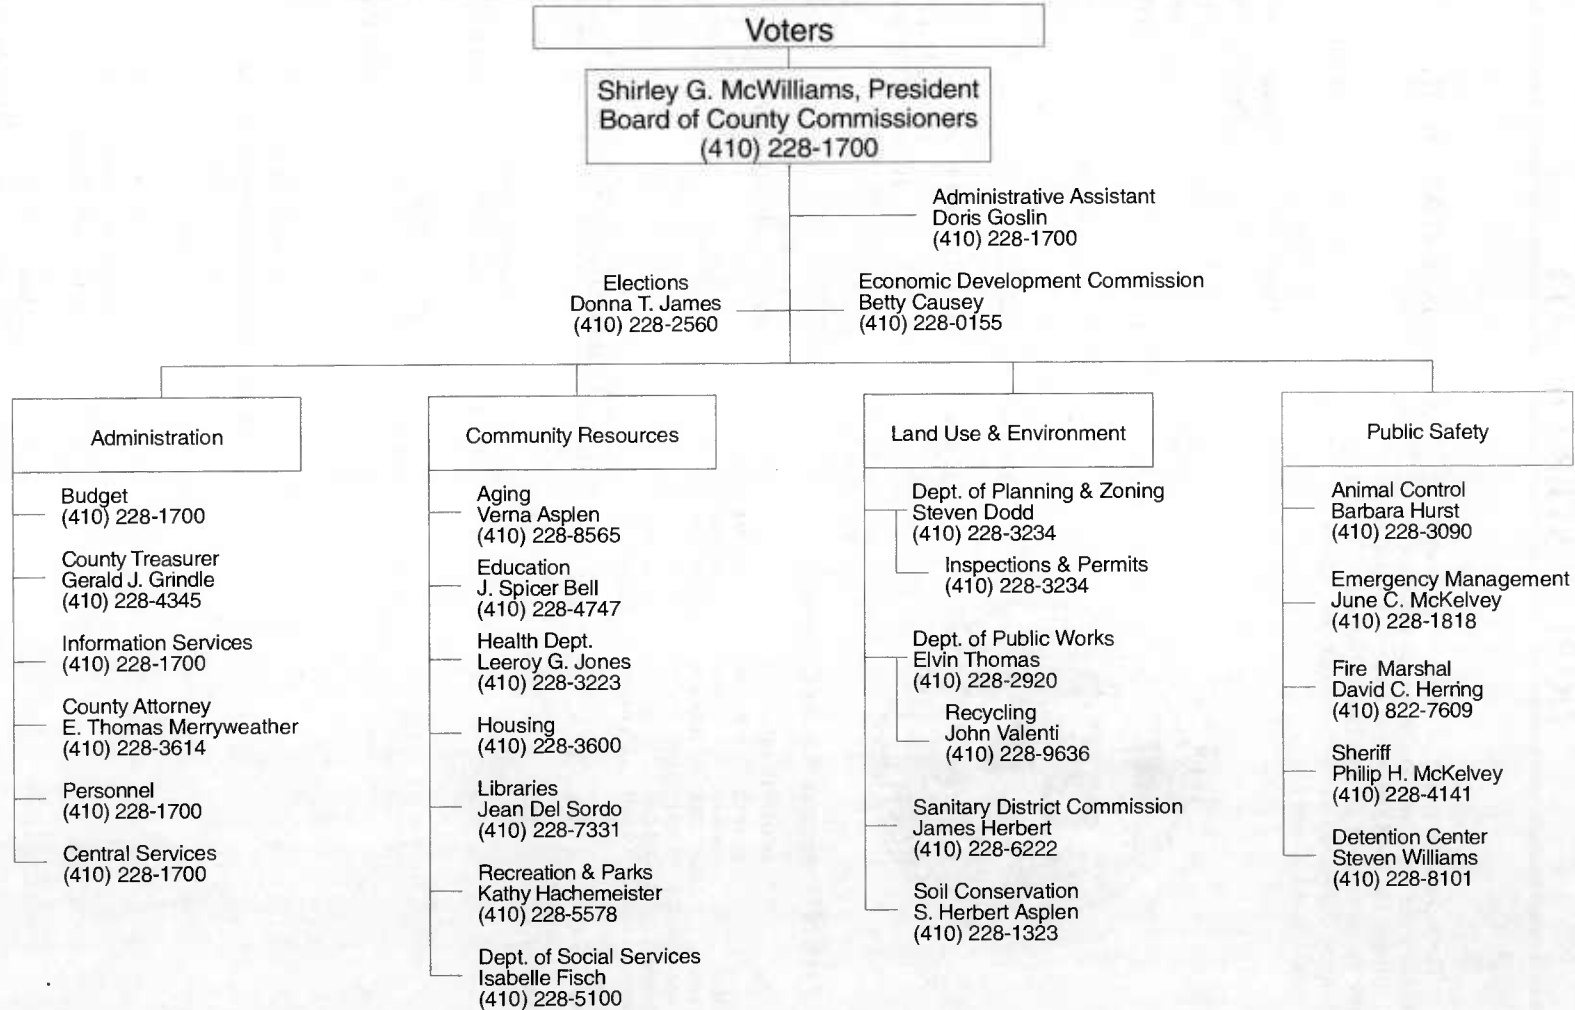 Voters
Shirley G. McWilliams, President
Board of County Commissioners
(410) 228-1700
Administrative Assistant
Doris Goslin
(410) 228-1700
Elections
Donna T. James
(410) 228-2560
Economic Development Commission
Betty Causey
(410) 228-0155
Administration
Budget
(410) 228-1700
County Treasurer
Gerald J. Grindle
(410) 228-4345
Information Services
(410) 228-1700
County Attorney
E. Thomas Merryweather
(410) 228-3614
Personnel
(410) 228-1700
Central Services
(410) 228-1700
Community Resources
Aging
Verna Asplen
(410) 228-8565
Education
J. Spicer Bell
(410) 228-4747
Health Dept.
Leeroy G. Jones
(410) 228-3223
Housing
(410) 228-3600
Libraries
Jean Del Sordo
(410) 228-7331
Recreation & Parks
Kathy Hachemeister
(410) 228-5578
Dept. of Social Services
Isabelle Fisch
(410) 228-5100
Land Use & Environment
Dept. of Planning & Zoning
Steven Dodd
(410) 228-3234
Inspections & Permits
(410) 228-3234
Dept. of Public Works
Elvin Thomas
(410) 228-2920
Recycling
John Valenti
(410) 228-9636
Sanitary District Commission
James Herbert
(410) 228-6222
Soil Conservation
S. Herbert Asplen
(410) 228-1323
Public Safety
Animal Control
Barbara Hurst
(410) 228-3090
Emergency Management
June C. McKelvey
(410) 228-1818
Fire Marshal
David C. Herring
(410) 822-7609
Sheriff
Philip H. McKelvey
(410) 228-4141
Detention Center
Steven Williams
(410) 228-8101